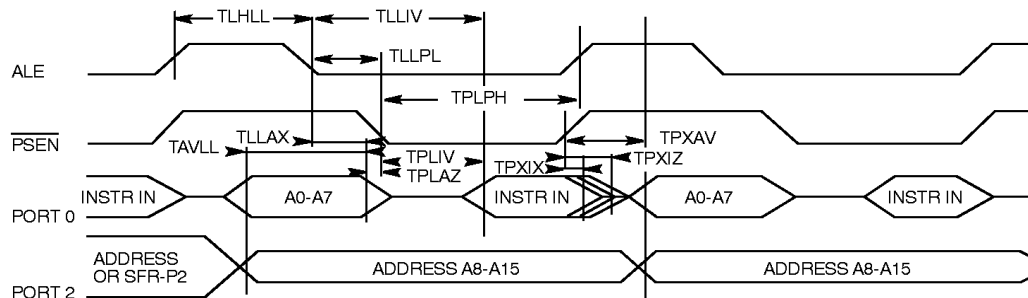 TLHLL
TLLIV
TLLPL
ALE
TPLPH
PSEN
TLLAX
TPXAV
TAVLL
TPLIV
TPXIZ
TPLAZ
TPXIX
INSTR IN
A0-A7
INSTR IN
A0-A7
INSTR IN
PORT 0
ADDRESS
OR SFR-P2
ADDRESS A8-A15
ADDRESS A8-A15
PORT 2